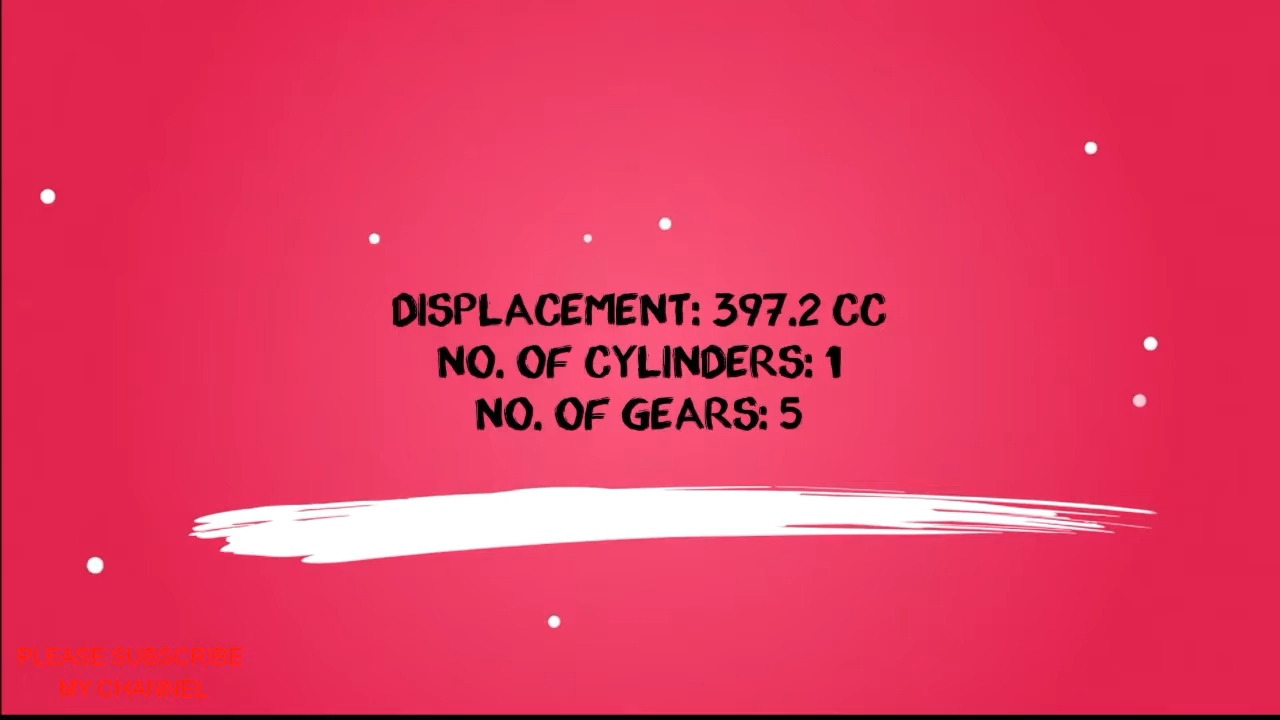 DISPLACEMENT: 397.2 CC
NO. OF CYLINDERS: 1
NO. OF GEARS: 5
PLEASE SUBSCRIBE
MY CHANNEL